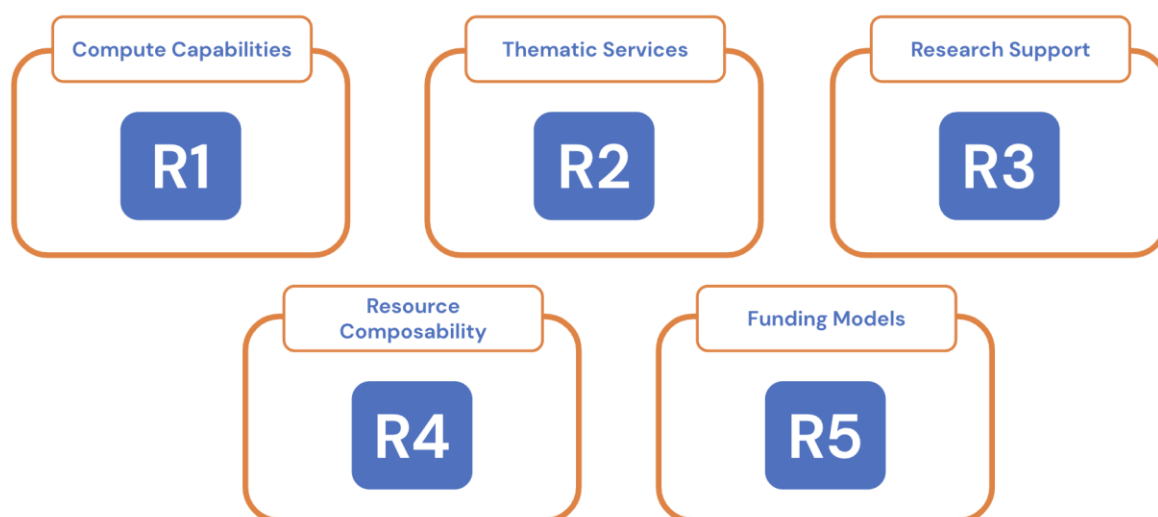 Compute Capabilities
R1
Thematic Services
R2
Research Support
R3
Resource
Composability
R4
Funding Models
R5